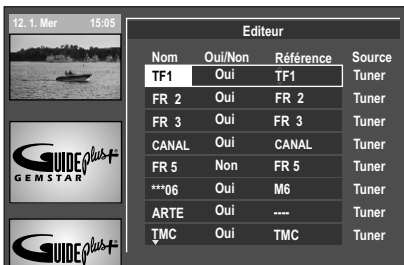 12. 1. Mer 15:05
Editeur
Nom Oui/Non Référence Source
TF1 Oui TF1 Tuner
FR 2 Oui FR 2 Tuner
FR 3 Oui FR 3 Tuner
CANAL Oui CANAL Tuner
FR 5 Non FR 5 Tuner
***06 Oui M6 Tuner
ARTE Oui ---- Tuner
TMC Oui TMC Tuner
GUIDE plus+
GEMSTAR
GUIDE plus+